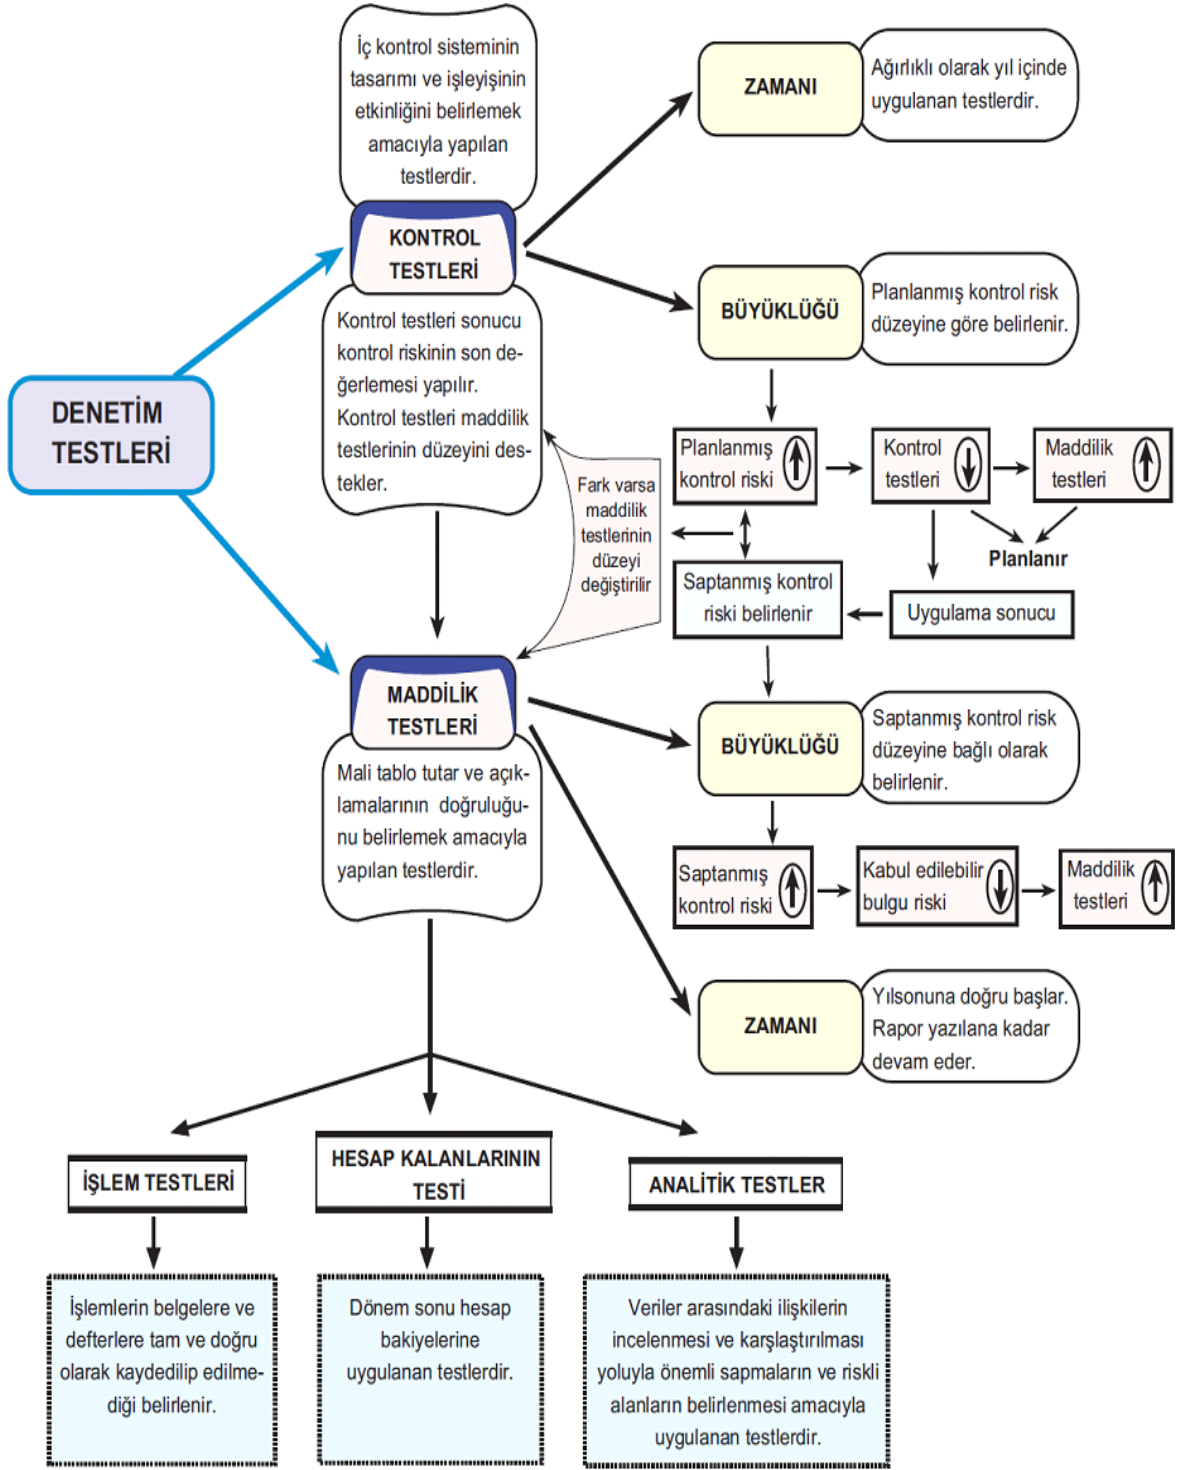 İç kontrol sisteminin
tasarımı ve işleyişinin
etkinliğini belirlemek
amacıyla yapılan
testlerdir.
KONTROL
TESTLERİ
Kontrol testleri sonucu
kontrol riskinin son de-
ğerlemesi yapılır.
Kontrol testleri maddilik
testlerinin düzeyini des-
tekler.
ZAMANI
Ağırlıklı olarak yıl içinde
uygulanan testlerdir.
BÜYÜKLÜĞÜ
Planlanmış kontrol risk
düzeyine göre belirlenir.
DENETİM
TESTLERİ
Planlanmış
kontrol riski
Kontrol
testleri
Maddilik
testleri
Planlanır
Fark varsa
maddilik
testlerinin
düzeyi
değiştirilir
Saptanmış kontrol
riski belirlenir
Uygulama sonucu
MADDİLİK
TESTLERİ
Mali tablo tutar ve açık-
lamalarının doğruluğu-
nu belirlemek amacıyla
yapılan testlerdir.
BÜYÜKLÜĞÜ
Saptanmış kontrol risk
düzeyine bağlı olarak
belirlenir.
Saptanmış
kontrol riski
Kabul edilebilir
bulgu riski
Maddilik
testleri
ZAMANI
Yılsonuna doğru başlar.
Rapor yazılana kadar
devam eder.
İŞLEM TESTLERİ
HESAP KALANLARININ
TESTİ
ANALİTİK TESTLER
İşlemlerin belgelere ve
defterlere tam ve doğru
olarak kaydedilip edilme-
diği belirlenir.
Dönem sonu hesap
bakiyelerine
uygulanan testlerdir.
Veriler arasındaki ilişkilerin
incelenmesi ve karşlaştırılması
yoluyla önemli sapmaların ve riskli
alanların belirlenmesi amacıyla
uygulanan testlerdir.